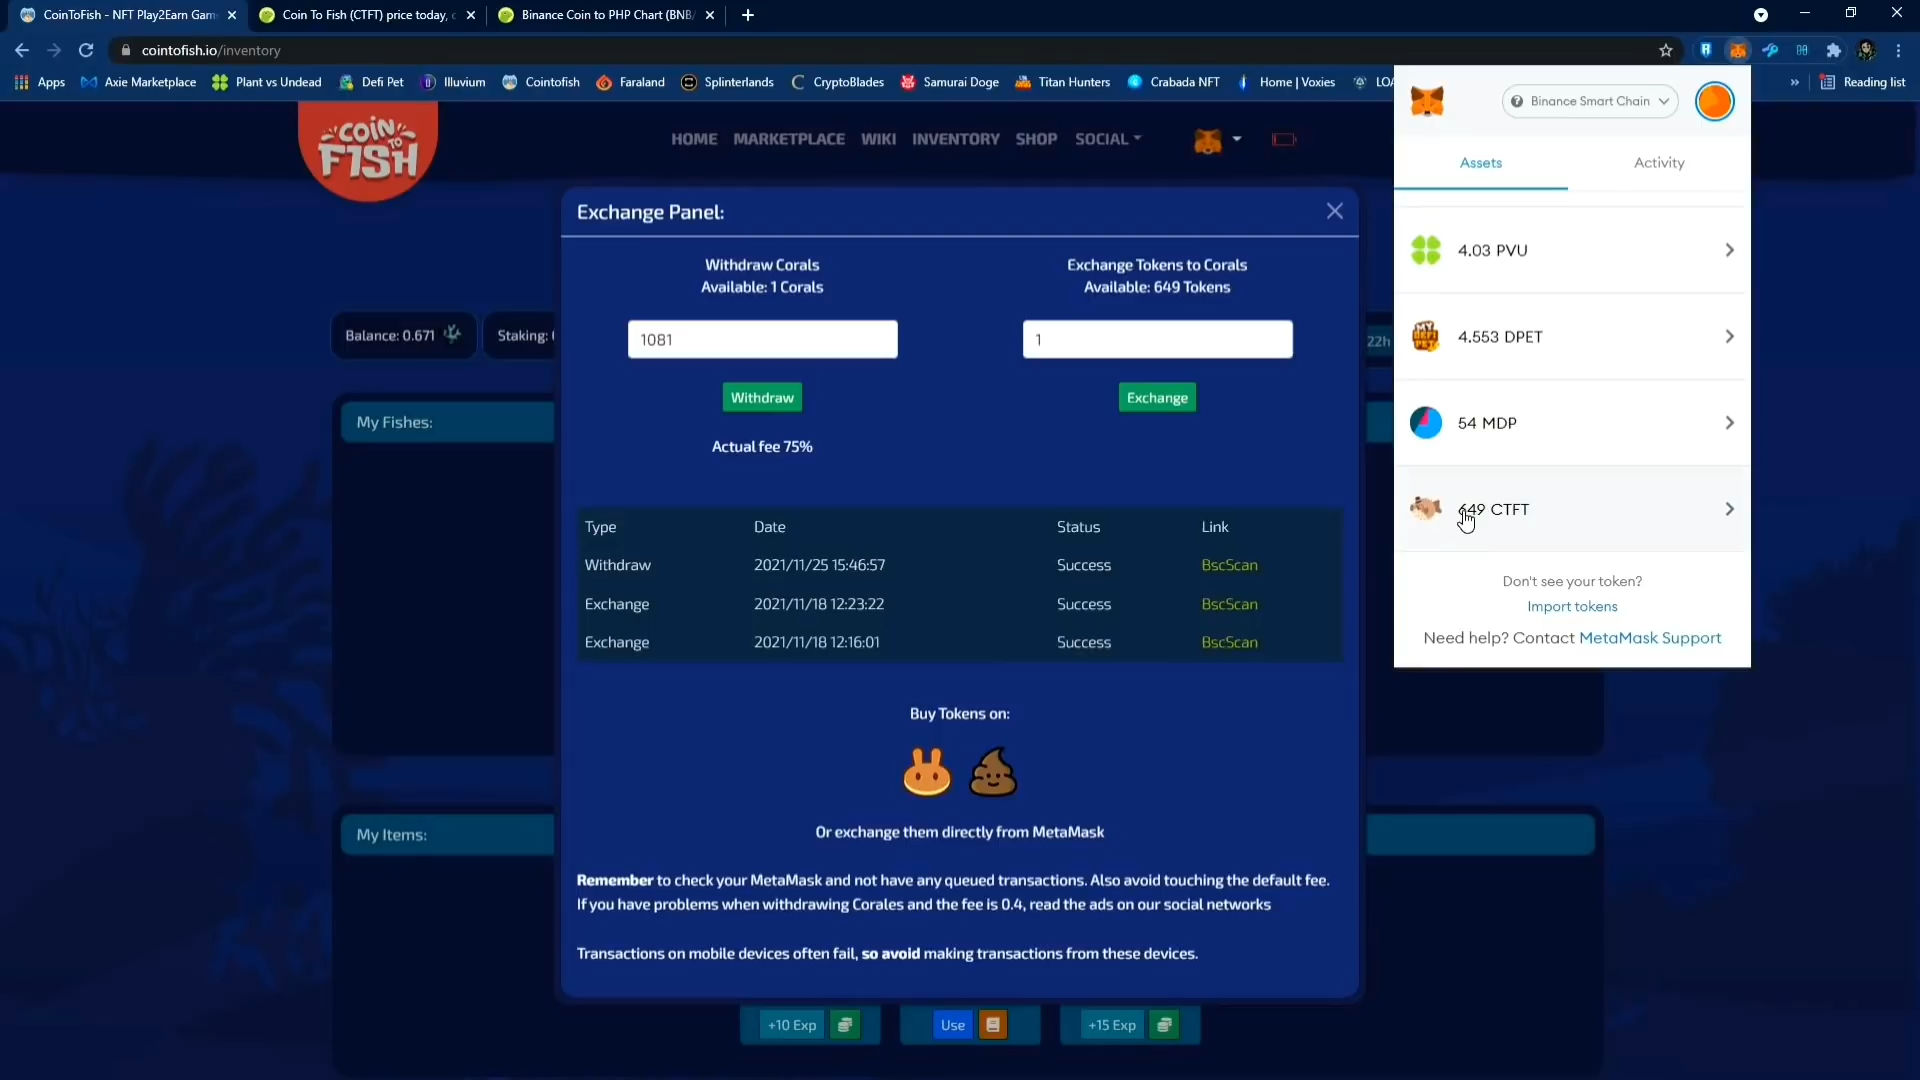 CoinToFish - NFT Play2Earn Gam
Coin To Fish (CTFT) price today, c
Binance Coin to PHP Chart (BNB/
cointofish.io/inventory
Apps
Axie Marketplace
Plant vs Undead
Defi Pet
Illuvium
Cointofish
Faraland
Splinterlands
CryptoBlades
Samurai Doge
Titan Hunters
Crabada NFT
Home | Voxies
LOA
Reading list
COIN TO FISH
HOME
MARKETPLACE
WIKI
INVENTORY
SHOP
SOCIAL
Balance: 0.671
Staking:
22h
My Fishes:
My Items:
Exchange Panel:
Withdraw Corals
Available: 1 Corals
1081
Withdraw
Actual fee 75%
Exchange Tokens to Corals
Available: 649 Tokens
1
Exchange
Type Date Status Link
Withdraw 2021/11/25 15:46:57 Success BscScan
Exchange 2021/11/18 12:23:22 Success BscScan
Exchange 2021/11/18 12:16:01 Success BscScan
Buy Tokens on:
Or exchange them directly from MetaMask
Remember to check your MetaMask and not have any queued transactions. Also avoid touching the default fee.
If you have problems when withdrawing Corales and the fee is 0.4, read the ads on our social networks
Transactions on mobile devices often fail, so avoid making transactions from these devices.
+10 Exp
Use
+15 Exp
Binance Smart Chain
Assets
Activity
4.03 PVU
4.553 DPET
54 MDP
649 CTFT
Don't see your token?
Import tokens
Need help? Contact MetaMask Support